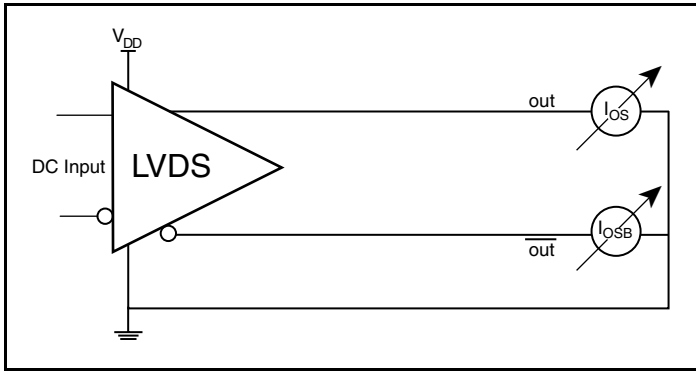 VDD
out
IOS
DC Input
LVDS
IOSB
out